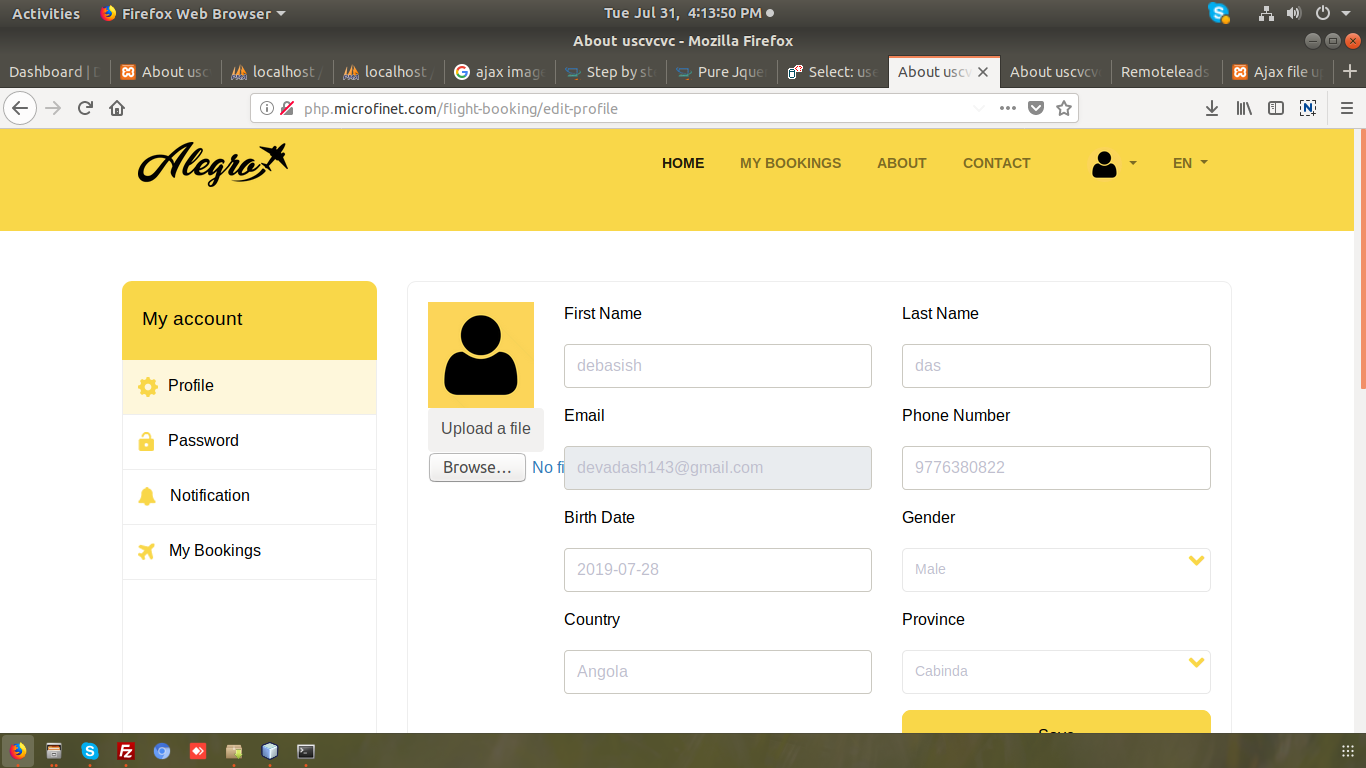 Activities Firefox Web Browser Tue Jul 31, 4:13:50 PM
About uscvcvc - Mozilla Firefox
Dashboard | About usc localhost / localhost / ajax imag Step by st Pure Jque Select: use About uscv About uscvcv Remoteleads Ajax file up
php.microfinet.com/flight-booking/edit-profile
Alegro HOME MY BOOKINGS ABOUT CONTACT EN
My account
Profile
Password
Notification
My Bookings
First Name Last Name
debasish das
Upload a file
Browse... No fi
Email Phone Number
devadash143@gmail.com 9776380822
Birth Date Gender
2019-07-28 Male
Country Province
Angola Cabinda
Save